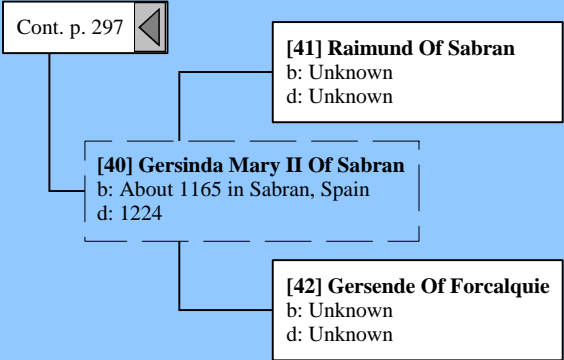 Cont. p. 297
[41] Raimund Of Sabran
b: Unknown
d: Unknown
[40] Gersinda Mary II Of Sabran
b: About 1165 in Sabran, Spain
d: 1224
[42] Gersende Of Forcalquie
b: Unknown
d: Unknown